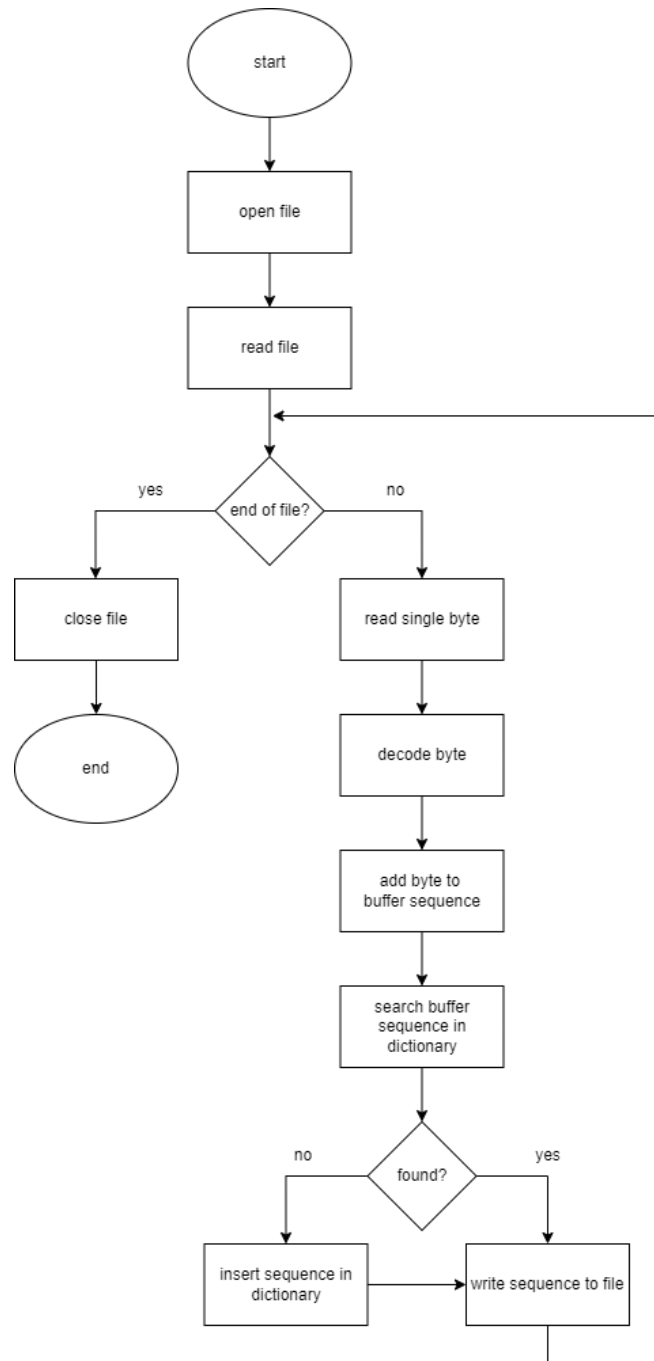 start
open file
read file
yes
no
end of file?
close file
read single byte
end
decode byte
add byte to
buffer sequence
search buffer
sequence in
dictionary
no
yes
found?
insert sequence in
dictionary
write sequence to file